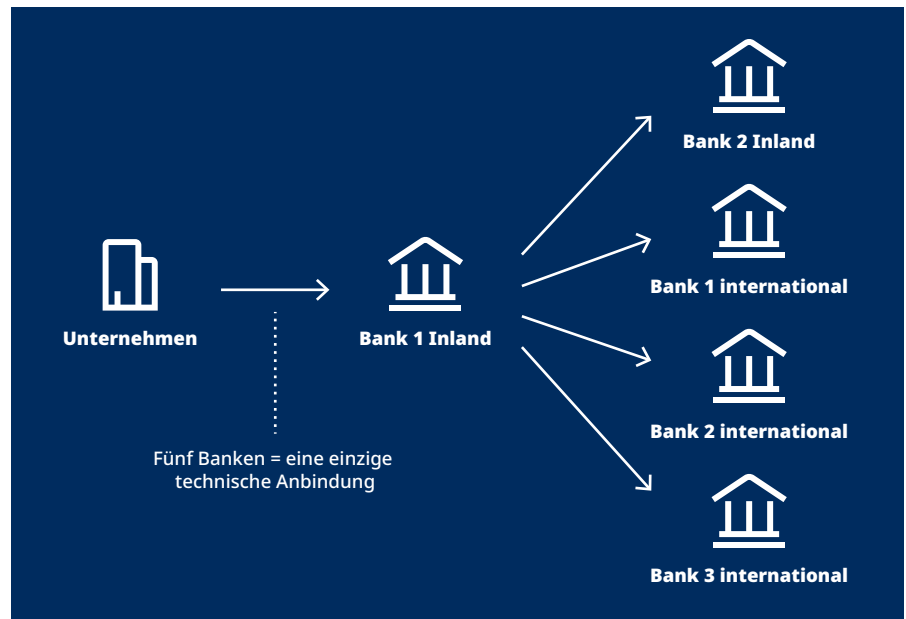 Bank 2 Inland
Bank 1 international
Unternehmen
Bank 1 Inland
Bank 2 international
Fünf Banken = eine einzige
technische Anbindung
Bank 3 international